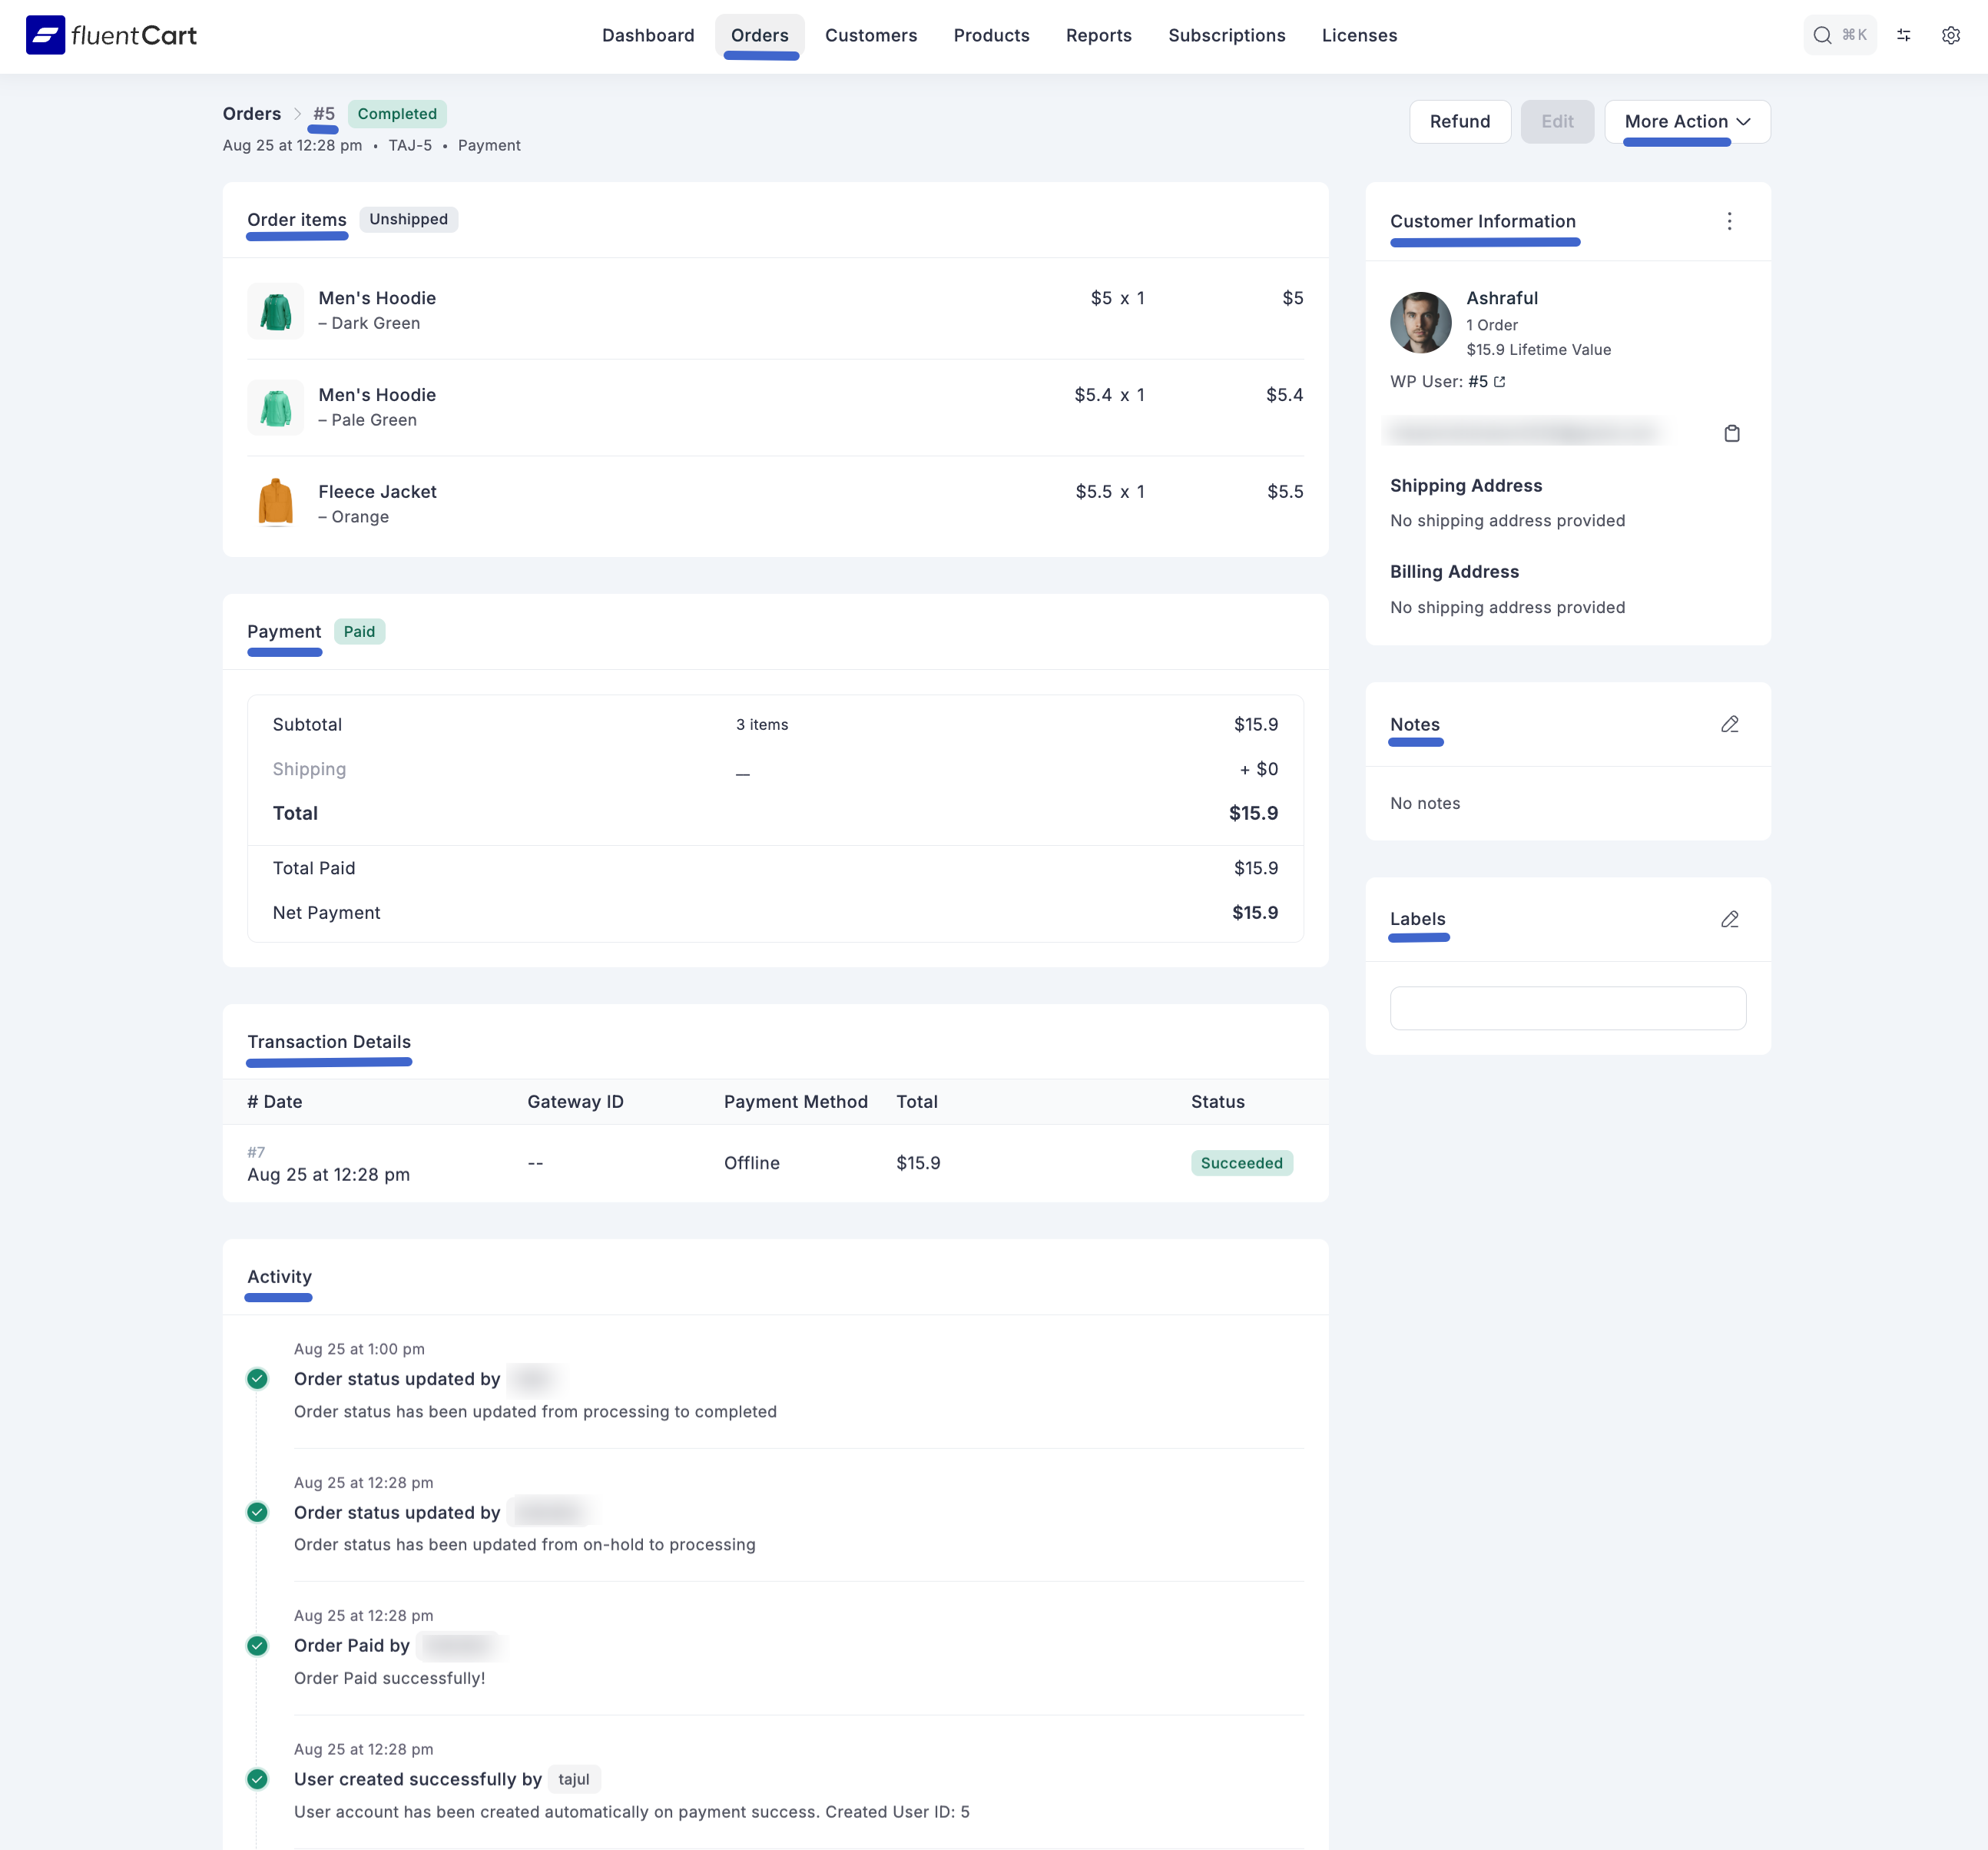 fluentCart
Dashboard
Orders
Customers
Products
Reports
Subscriptions
Licenses
⌘K
Orders > #5 Completed
Aug 25 at 12:28 pm • TAJ-5 • Payment
Refund
Edit
More Action
Order items Unshipped
Men's Hoodie $5 x 1 $5
– Dark Green
Men's Hoodie $5.4 x 1 $5.4
– Pale Green
Fleece Jacket $5.5 x 1 $5.5
– Orange
Payment Paid
Subtotal 3 items $15.9
Shipping — + $0
Total $15.9
Total Paid $15.9
Net Payment $15.9
Transaction Details
# Date Gateway ID Payment Method Total Status
#7
Aug 25 at 12:28 pm -- Offline $15.9 Succeeded
Activity
Aug 25 at 1:00 pm
Order status updated by
Order status has been updated from processing to completed
Aug 25 at 12:28 pm
Order status updated by
Order status has been updated from on-hold to processing
Aug 25 at 12:28 pm
Order Paid by
Order Paid successfully!
Aug 25 at 12:28 pm
User created successfully by tajul
User account has been created automatically on payment success. Created User ID: 5
Customer Information
Ashraful
1 Order
$15.9 Lifetime Value
WP User: #5
Shipping Address
No shipping address provided
Billing Address
No shipping address provided
Notes
No notes
Labels